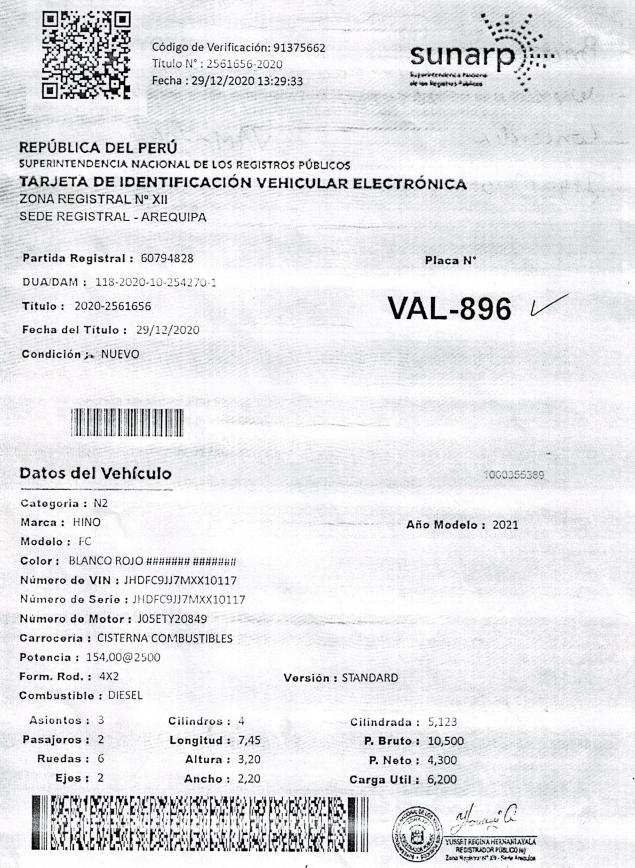 Código de Verificación: 91375662
Título N° : 2561656-2020
Fecha : 29/12/2020 13:29:33
sunarp
Superintendencia Nacional
de los Registros Públicos
REPÚBLICA DEL PERÚ
SUPERINTENDENCIA NACIONAL DE LOS REGISTROS PÚBLICOS
TARJETA DE IDENTIFICACIÓN VEHICULAR ELECTRÓNICA
ZONA REGISTRAL Nº XII
SEDE REGISTRAL - AREQUIPA
Partida Registral : 60794828
Placa N°
DUA/DAM : 118-2020-10-254270-1
VAL-896
Título : 2020-2561656
Fecha del Título : 29/12/2020
Condición : NUEVO
Datos del Vehículo
1000355389
Categoria : N2
Marca : HINO
Año Modelo : 2021
Modelo : FC
Color : BLANCO ROJO ####### #######
Número de VIN : JHDFC9JJ7MXX10117
Número de Serie : JHDFC9JJ7MXX10117
Número de Motor : J05ETY20849
Carrocería : CISTERNA COMBUSTIBLES
Potencia : 154,00@2500
Form. Rod. : 4X2
Versión : STANDARD
Combustible : DIESEL
Asientos : 3 Cilindros : 4 Cilindrada : 5,123
Pasajeros : 2 Longitud : 7,45 P. Bruto : 10,500
Ruedas : 6 Altura : 3,20 P. Neto : 4,300
Ejes : 2 Ancho : 2,20 Carga Util : 6,200
YUSSET REGINA HERNANI AYALA
REGISTRADOR PÚBLICO (e)
Zona Registral N° XII - Sede Arequipa